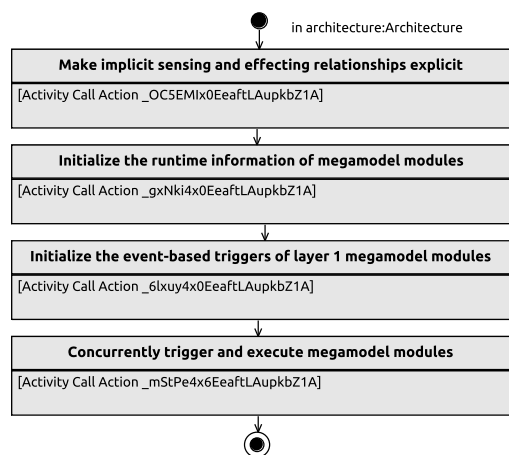 in architecture:Architecture
Make implicit sensing and effecting relationships explicit
[Activity Call Action _OC5EMIx0EeaftLAupkbZ1A]
Initialize the runtime information of megamodel modules
[Activity Call Action _gxNki4x0EeaftLAupkbZ1A]
Initialize the event-based triggers of layer 1 megamodel modules
[Activity Call Action _6lxuy4x0EeaftLAupkbZ1A]
Concurrently trigger and execute megamodel modules
[Activity Call Action _mStPe4x6EeaftLAupkbZ1A]